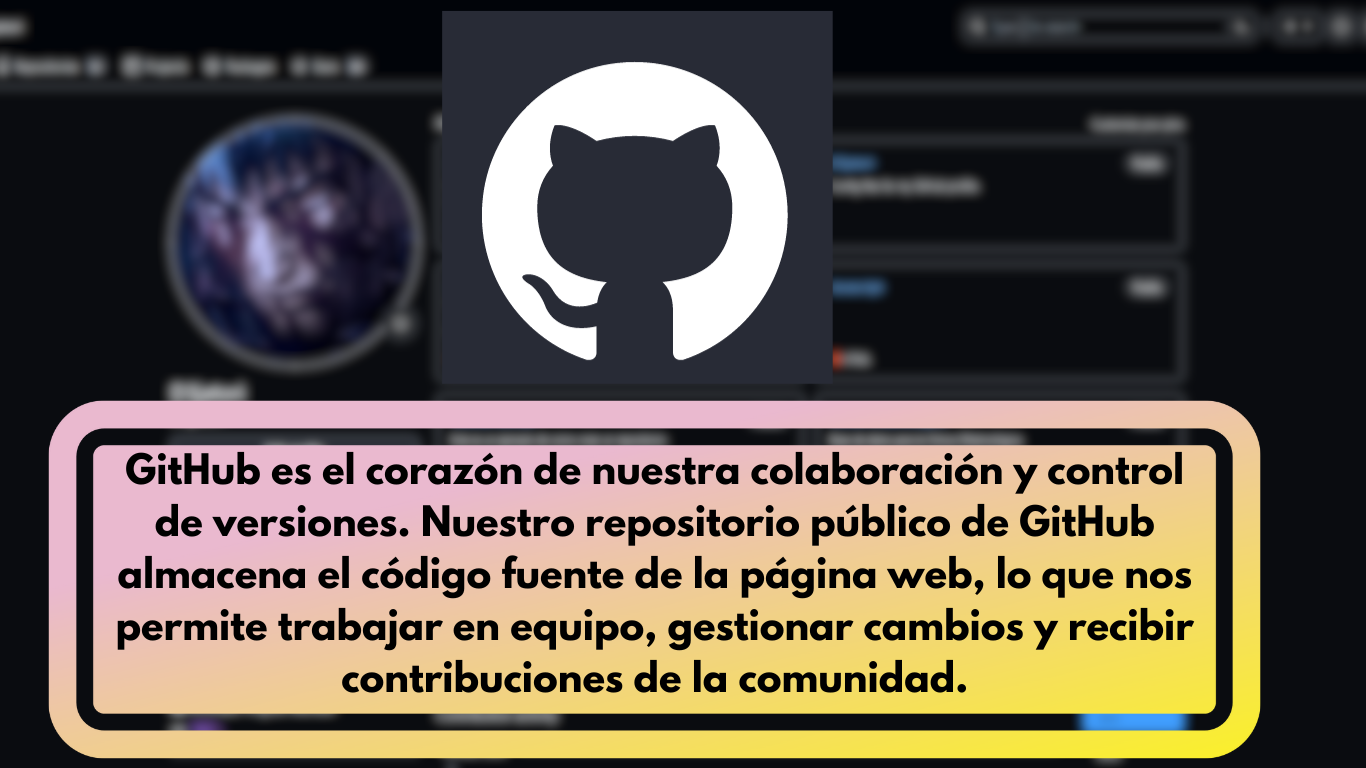 GitHub es el corazón de nuestra colaboración y control
de versiones. Nuestro repositorio público de GitHub
almacena el código fuente de la página web, lo que nos
permite trabajar en equipo, gestionar cambios y recibir
contribuciones de la comunidad.